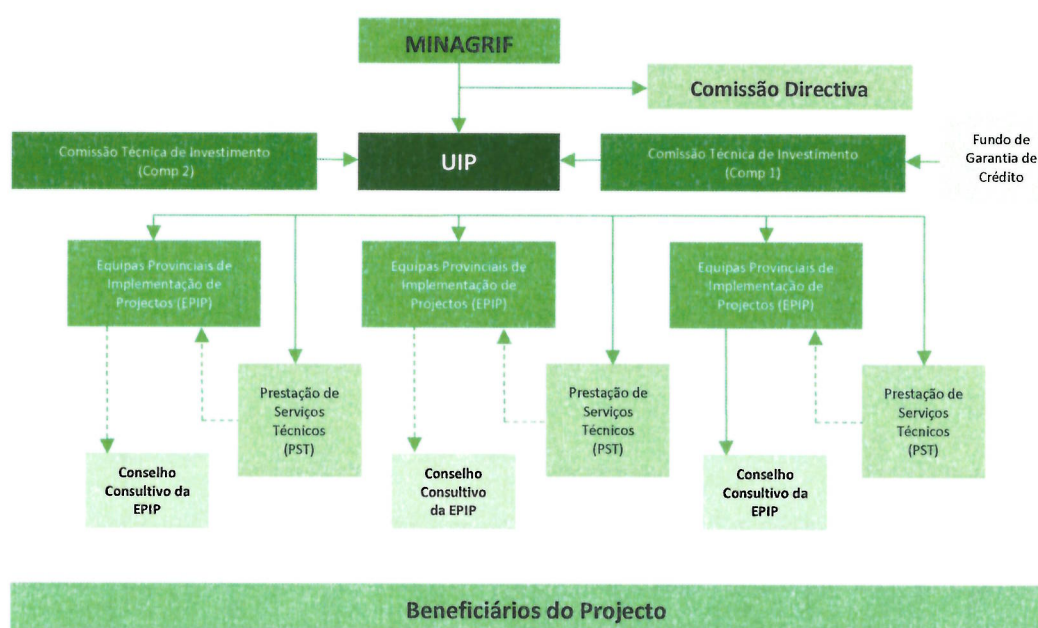 MINAGRIF
Comissão Directiva
Comissão Técnica de Investimento
(Comp 2)
UIP
Comissão Técnica de Investimento
(Comp 1)
Fundo de
Garantia de
Crédito
Equipas Provinciais de
Implementação de
Projectos (EPIP)
Equipas Provinciais de
Implementação de
Projectos (EPIP)
Equipas Provinciais de
Implementação de
Projectos (EPIP)
Prestação de
Serviços
Técnicos
(PST)
Prestação de
Serviços
Técnicos
(PST)
Prestação de
Serviços
Técnicos
(PST)
Conselho
Consultivo da
EPIP
Conselho
Consultivo
da EPIP
Conselho
Consultivo da
EPIP
Beneficiários do Projecto